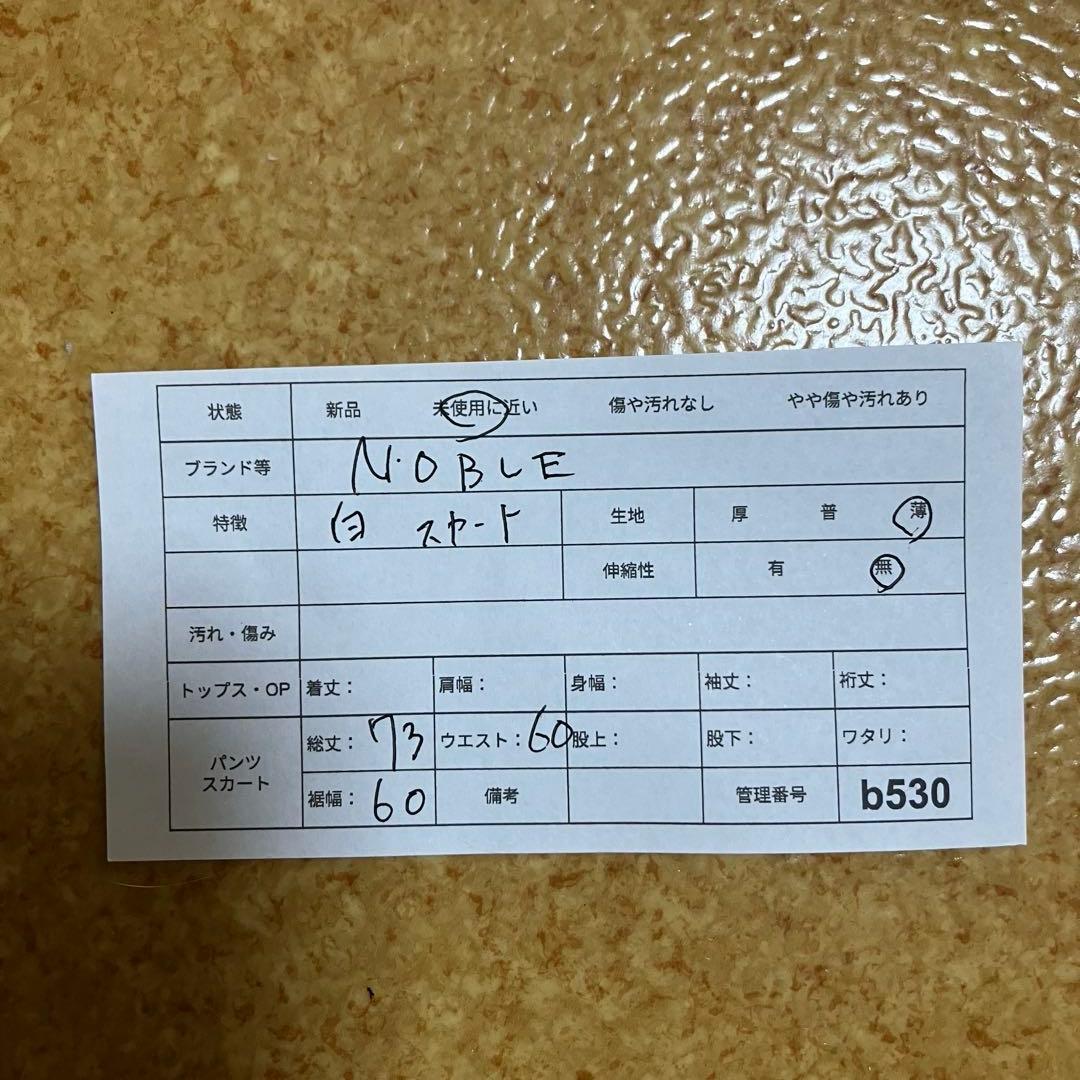 状態 新品 未使用に近い 傷や汚れなし やや傷や汚れあり
ブランド等 N.OBLE
特徴 白 スカート 生地 厚 普 薄
伸縮性 有 無
汚れ・傷み
トップス・OP 着丈： 肩幅： 身幅： 袖丈： 裄丈：
パンツ スカート 総丈： 73 ウエスト： 60 股上： 股下： ワタリ：
裾幅： 60 備考 管理番号 b530